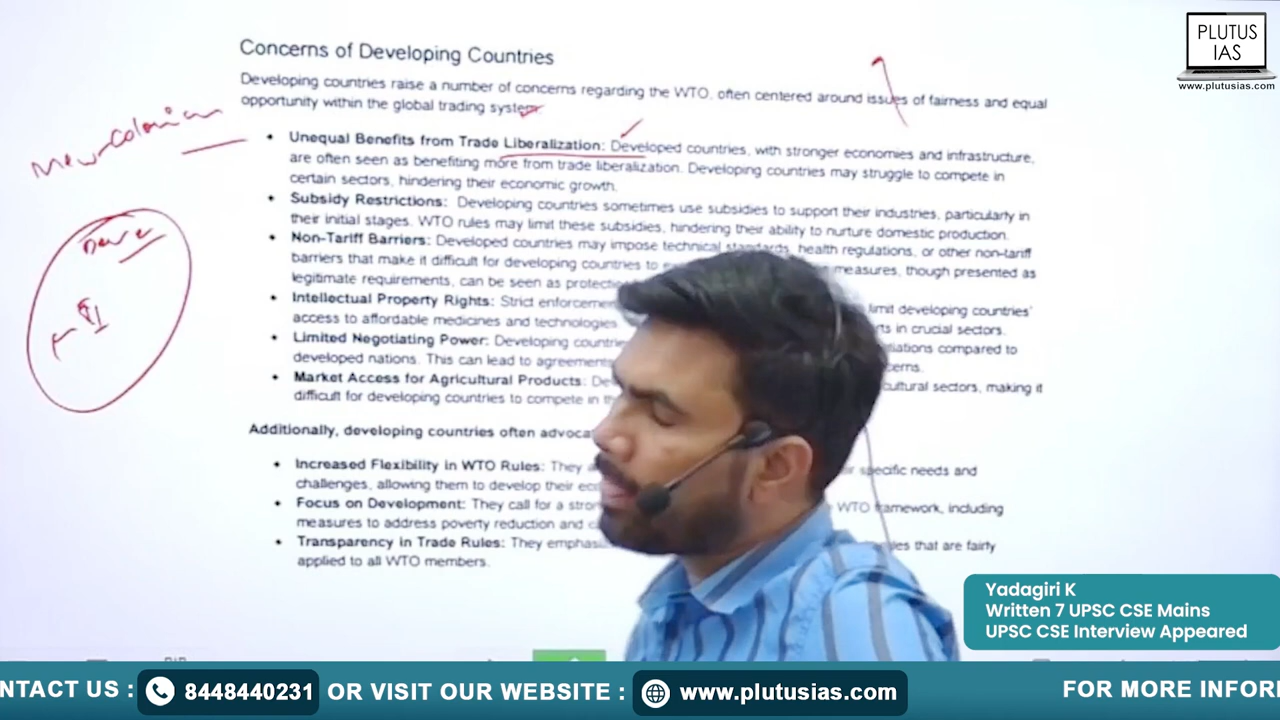 PLUTUS
IAS
www.plutusias.com
Concerns of Developing Countries
Developing countries raise a number of concerns regarding the WTO, often centered around issues of fairness and equal
opportunity within the global trading system.
• Unequal Benefits from Trade Liberalization: Developed countries, with stronger economies and infrastructure,
are often seen as benefiting more from trade liberalization. Developing countries may struggle to compete in
certain sectors, hindering their economic growth.
• Subsidy Restrictions: Developing countries sometimes use subsidies to support their industries, particularly in
their initial stages. WTO rules may limit these subsidies, hindering their ability to nurture domestic production.
• Non-Tariff Barriers: Developed countries may impose technical standards, health regulations, or other non-tariff
barriers that make it difficult for developing countries to measures, though presented as
legitimate requirements, can be seen as
• Intellectual Property Rights: Strict limit developing countries'
access to affordable medicines and technologies in crucial sectors.
• Limited Negotiating Power: Developing compared to
developed nations. This can lead to agreements
• Market Access for Agricultural Products: sectors, making it
difficult for developing countries to compete in
Additionally, developing countries often
• Increased Flexibility in WTO Rules: They specific needs and
challenges, allowing them to develop their
• Focus on Development: They call for a WTO framework, including
measures to address poverty reduction and
• Transparency in Trade Rules: They that are fairly
applied to all WTO members.
Yadagiri K
Written 7 UPSC CSE Mains
UPSC CSE Interview Appeared
NTACT US : 8448440231 OR VISIT OUR WEBSITE : www.plutusias.com FOR MORE INFOR